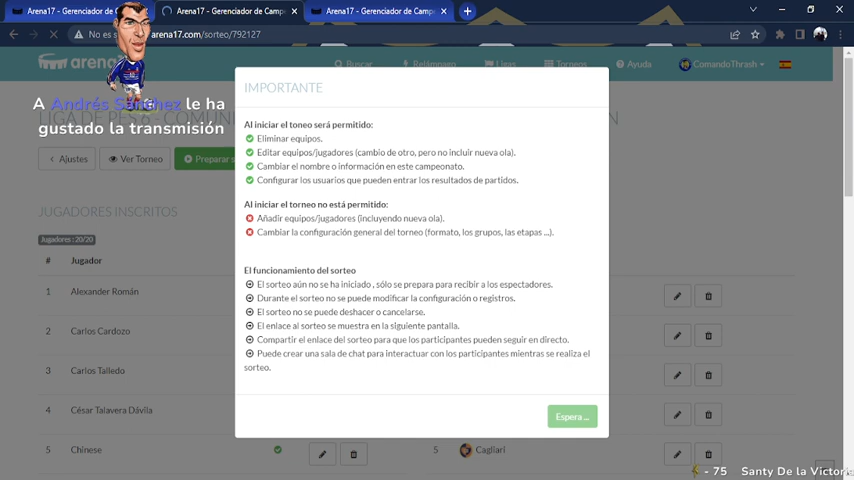 Arena17 - Gerenciador de Camp
Arena17 - Gerenciador de Campe
Arena17 - Gerenciador de Campe
No es
arena17.com/sorteo/792127
Buscar
Relámpago
Ligas
Torneos
Ayuda
ComandoThrash
A Andrés Sánchez le ha
gustado la transmisión
LIGA DE PES 6 - COMUN
Ajustes
Ver Torneo
Preparar s
JUGADORES INSCRITOS
Jugadores : 20/20
# Jugador
1 Alexander Román
2 Carlos Cardozo
3 Carlos Talledo
4 César Talavera Dávila
5 Chinese
5 Cagliari
IMPORTANTE
Al iniciar el toneo será permitido:
Eliminar equipos.
Editar equipos/jugadores (cambio de otro, pero no incluir nueva ola).
Cambiar el nombre o información en este campeonato.
Configurar los usuarios que pueden entrar los resultados de partidos.
Al iniciar el torneo no está permitido:
Añadir equipos/jugadores (incluyendo nueva ola).
Cambiar la configuración general del torneo (formato, los grupos, las etapas ...).
El funcionamiento del sorteo
El sorteo aún no se ha iniciado , sólo se prepara para recibir a los espectadores.
Durante el sorteo no se puede modificar la configuración o registros.
El sorteo no se puede deshacer o cancelarse.
El enlace al sorteo se muestra en la siguiente pantalla.
Compartir el enlace del sorteo para que los participantes pueden seguir en directo.
Puede crear una sala de chat para interactuar con los participantes mientras se realiza el
sorteo.
Espera ...
- 75 Santy De la Victoria